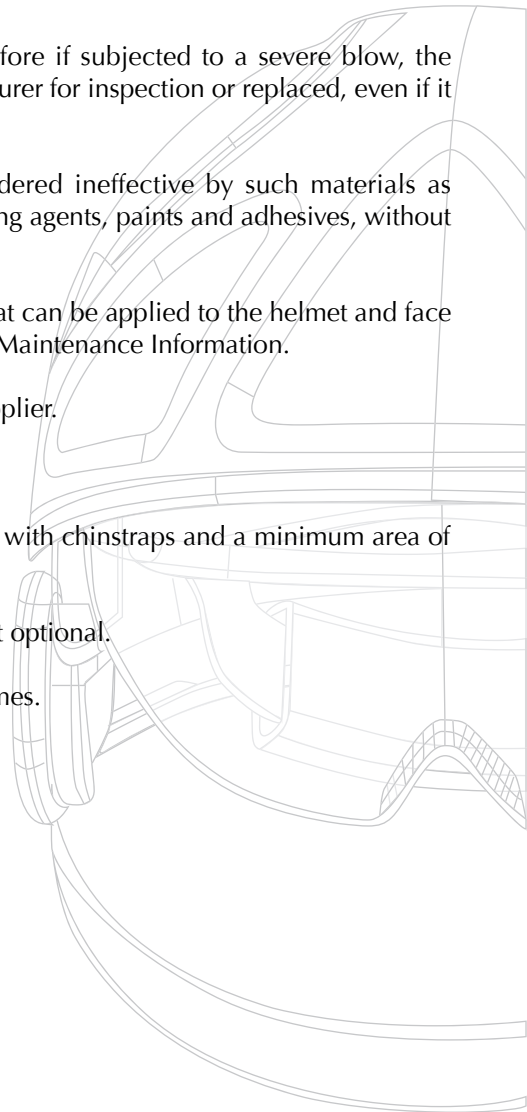 fore if subjected to a severe blow, the
urer for inspection or replaced, even if it
dered ineffective by such materials as
ng agents, paints and adhesives, without
at can be applied to the helmet and face
Maintenance Information.
plier.
with chinstraps and a minimum area of
t optional.
nes.